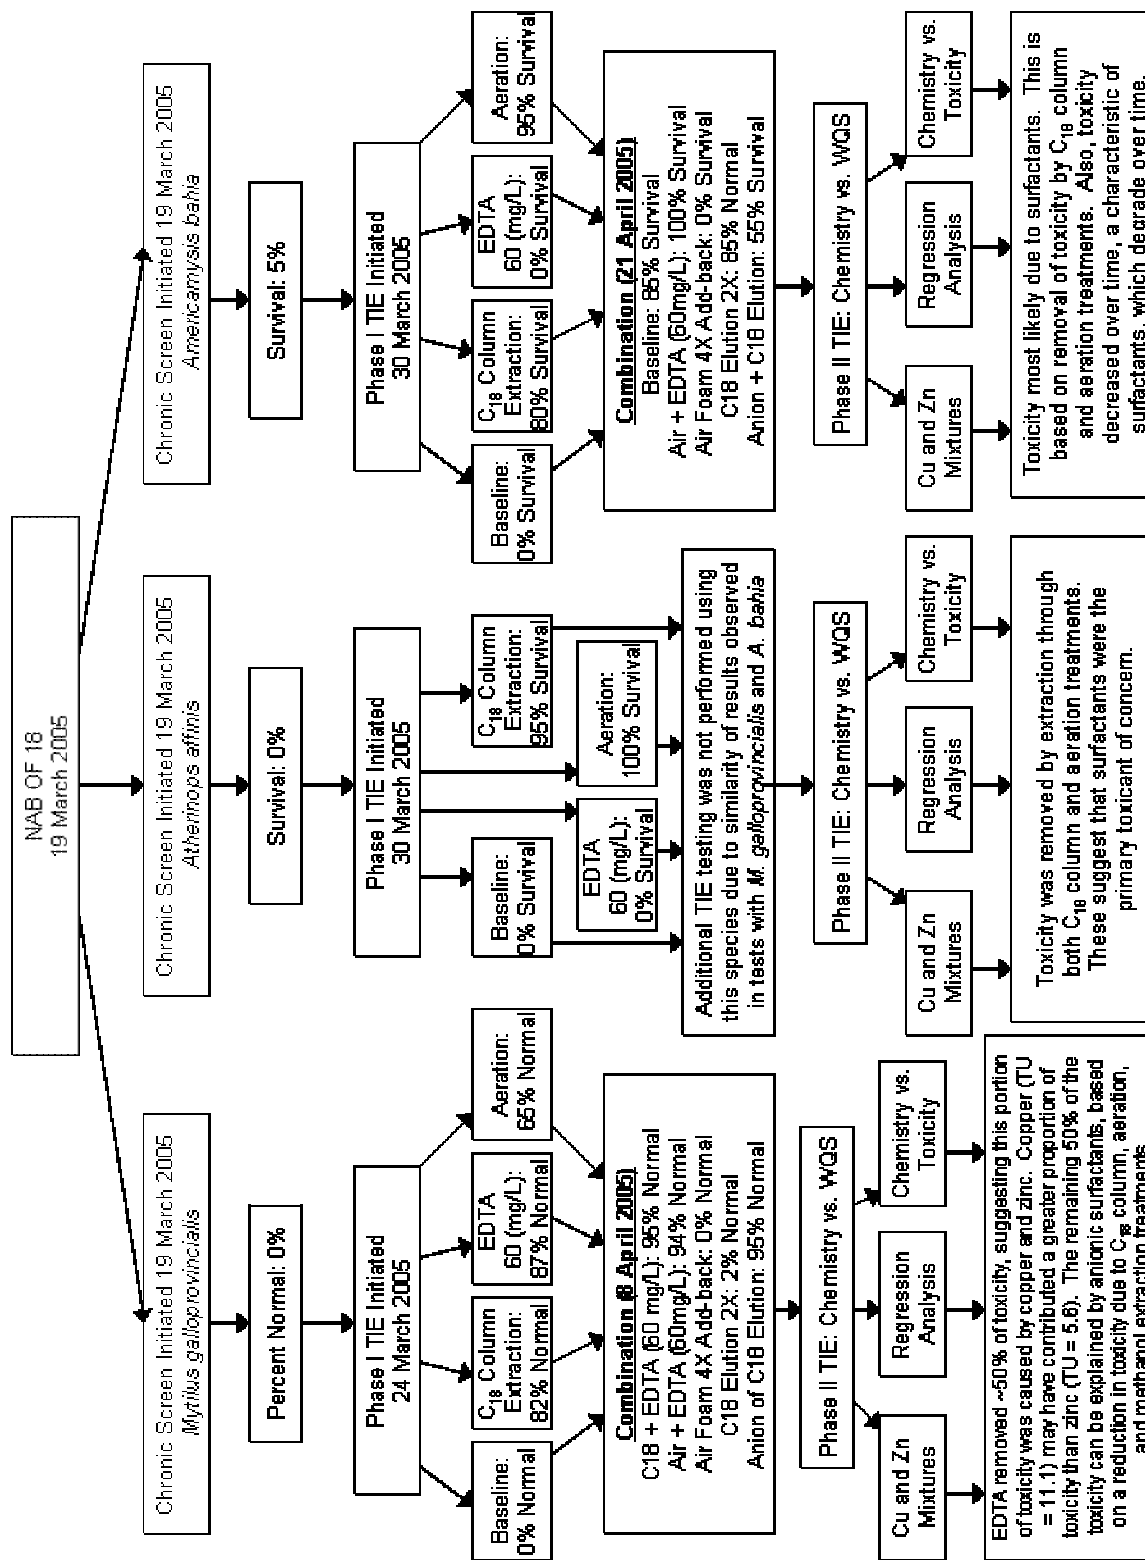 NAB OF 18
19 March 2005
Chronic Screen Initiated 19 March 2005
Mytilus galloprovincialis
Percent Normal: 0%
Phase I TIE Initiated
24 March 2005
Baseline:
0% Normal
C18 Column
Extraction:
82% Normal
EDTA
60 (mg/L):
87% Normal
Aeration:
65% Normal
Combination (8 April 2005)
C18 + EDTA (60 mg/L): 95% Normal
Air + EDTA (60mg/L): 94% Normal
Air Foam 4X Add-back: 0% Normal
C18 Elution 2X: 2% Normal
Anion of C18 Elution: 95% Normal
Phase II TIE: Chemistry vs. WQS
Cu and Zn
Mixtures
Regression
Analysis
Chemistry vs.
Toxicity
EDTA removed ~50% of toxicity, suggesting this portion
of toxicity was caused by copper and zinc. Copper (TU
= 11.1) may have contributed a greater proportion of
toxicity than zinc (TU = 5.6). The remaining 50% of the
toxicity can be explained by anionic surfactants, based
on a reduction in toxicity due to C18 column, aeration,
and methanol extraction treatments
Chronic Screen Initiated 19 March 2005
Atherinops affinis
Survival: 0%
Phase I TIE Initiated
30 March 2005
Baseline:
0% Survival
EDTA
60 (mg/L):
0% Survival
Aeration:
100% Survival
C18 Column
Extraction:
95% Survival
Additional TIE testing was not performed using
this species due to similarity of results observed
in tests with M. galloprovincialis and A. bahia
Phase II TIE: Chemistry vs. WQS
Cu and Zn
Mixtures
Regression
Analysis
Chemistry vs.
Toxicity
Toxicity was removed by extraction through
both C18 column and aeration treatments.
These suggest that surfactants were the
primary toxicant of concern.
Chronic Screen Initiated 19 March 2005
Americamysis bahia
Survival: 5%
Phase I TIE Initiated
30 March 2005
Baseline:
0% Survival
C18 Column
Extraction:
80% Survival
EDTA
60 (mg/L):
0% Survival
Aeration:
95% Survival
Combination (21 April 2005)
Baseline: 85% Survival
Air + EDTA (60mg/L): 100% Survival
Air Foam 4X Add-back: 0% Survival
C18 Elution 2X: 85% Normal
Anion + C18 Elution: 55% Survival
Phase II TIE: Chemistry vs. WQS
Cu and Zn
Mixtures
Regression
Analysis
Chemistry vs.
Toxicity
Toxicity most likely due to surfactants. This is
based on removal of toxicity by C18 column
and aeration treatments. Also, toxicity
decreased over time, a characteristic of
surfactants, which degrade over time.